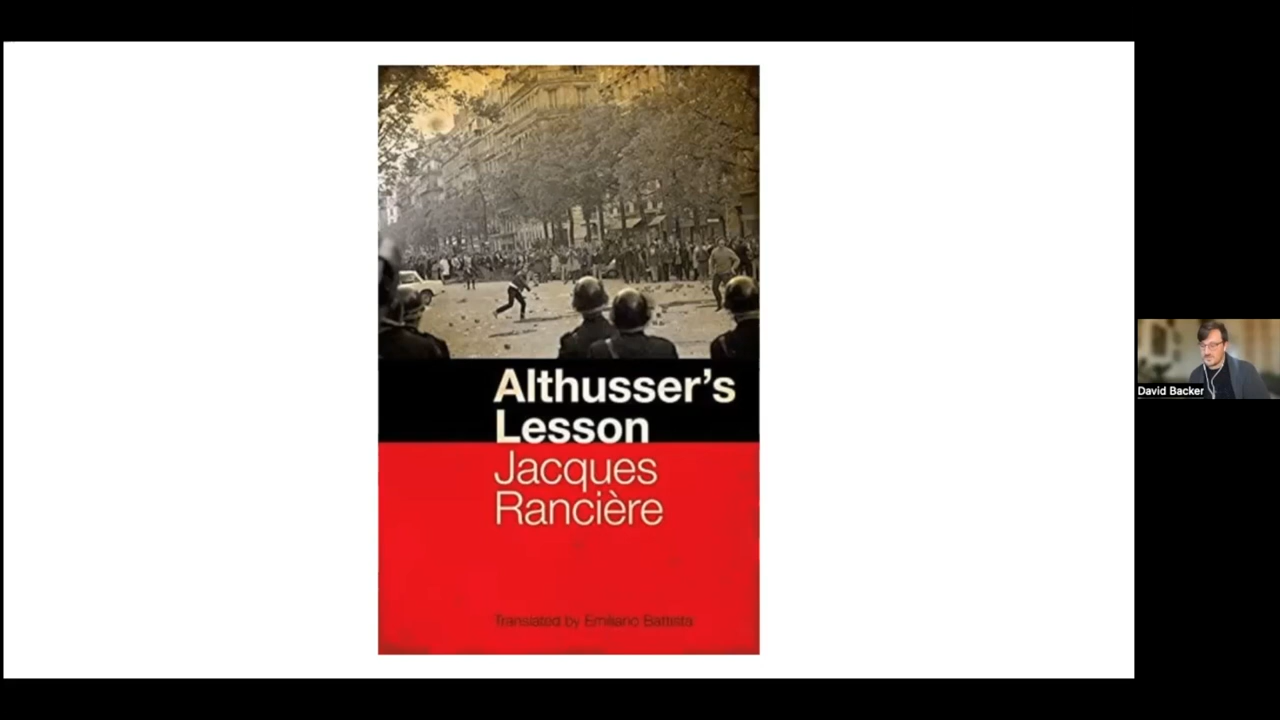 Althusser's
Lesson
Jacques
Rancière
Translated by Emiliano Battista
David Backer